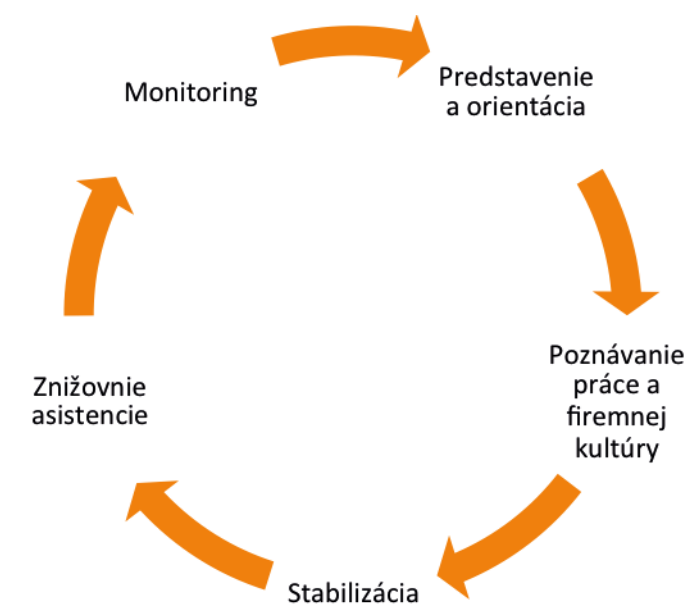 Monitoring
Predstavenie
a orientácia
Poznávanie
práce a
firemnej
kultúry
Stabilizácia
Znižovnie
asistencie